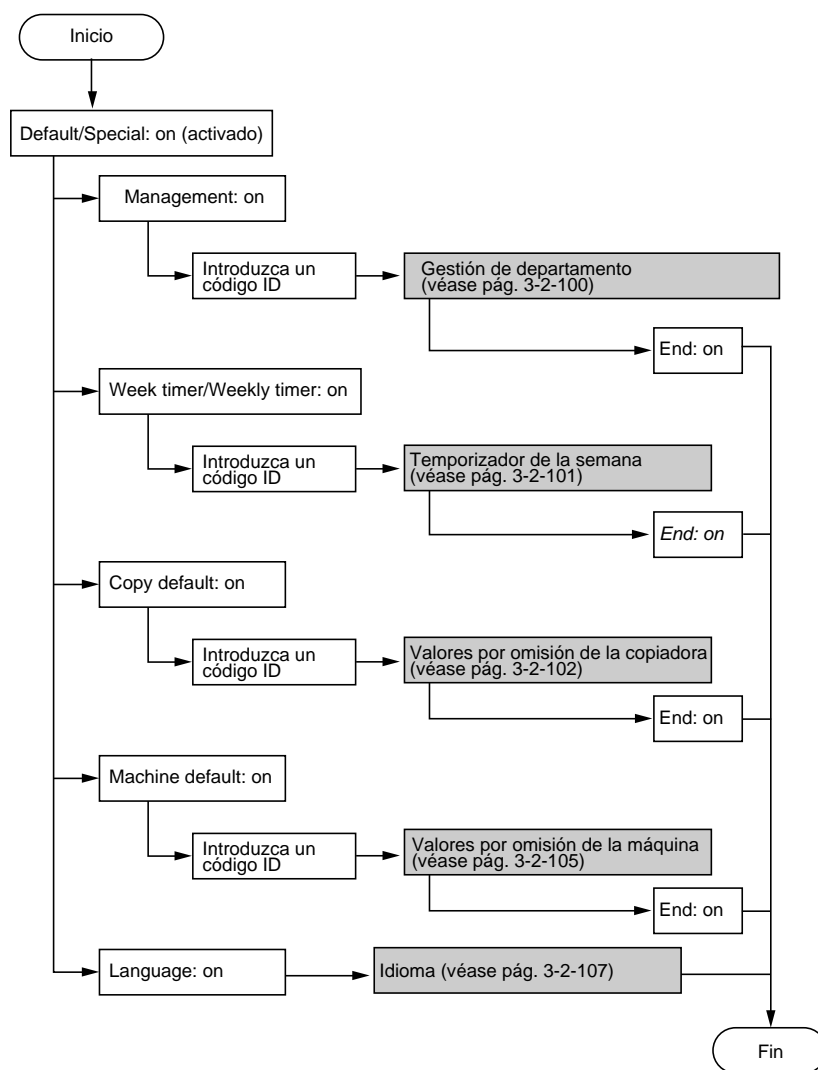 Inicio
Default/Special: on (activado)
Management: on
Introduzca un
código ID
Gestión de departamento
(véase pág. 3-2-100)
End: on
Week timer/Weekly timer: on
Introduzca un
código ID
Temporizador de la semana
(véase pág. 3-2-101)
End: on
Copy default: on
Introduzca un
código ID
Valores por omisión de la copiadora
(véase pág. 3-2-102)
End: on
Machine default: on
Introduzca un
código ID
Valores por omisión de la máquina
(véase pág. 3-2-105)
End: on
Language: on
Idioma (véase pág. 3-2-107)
Fin